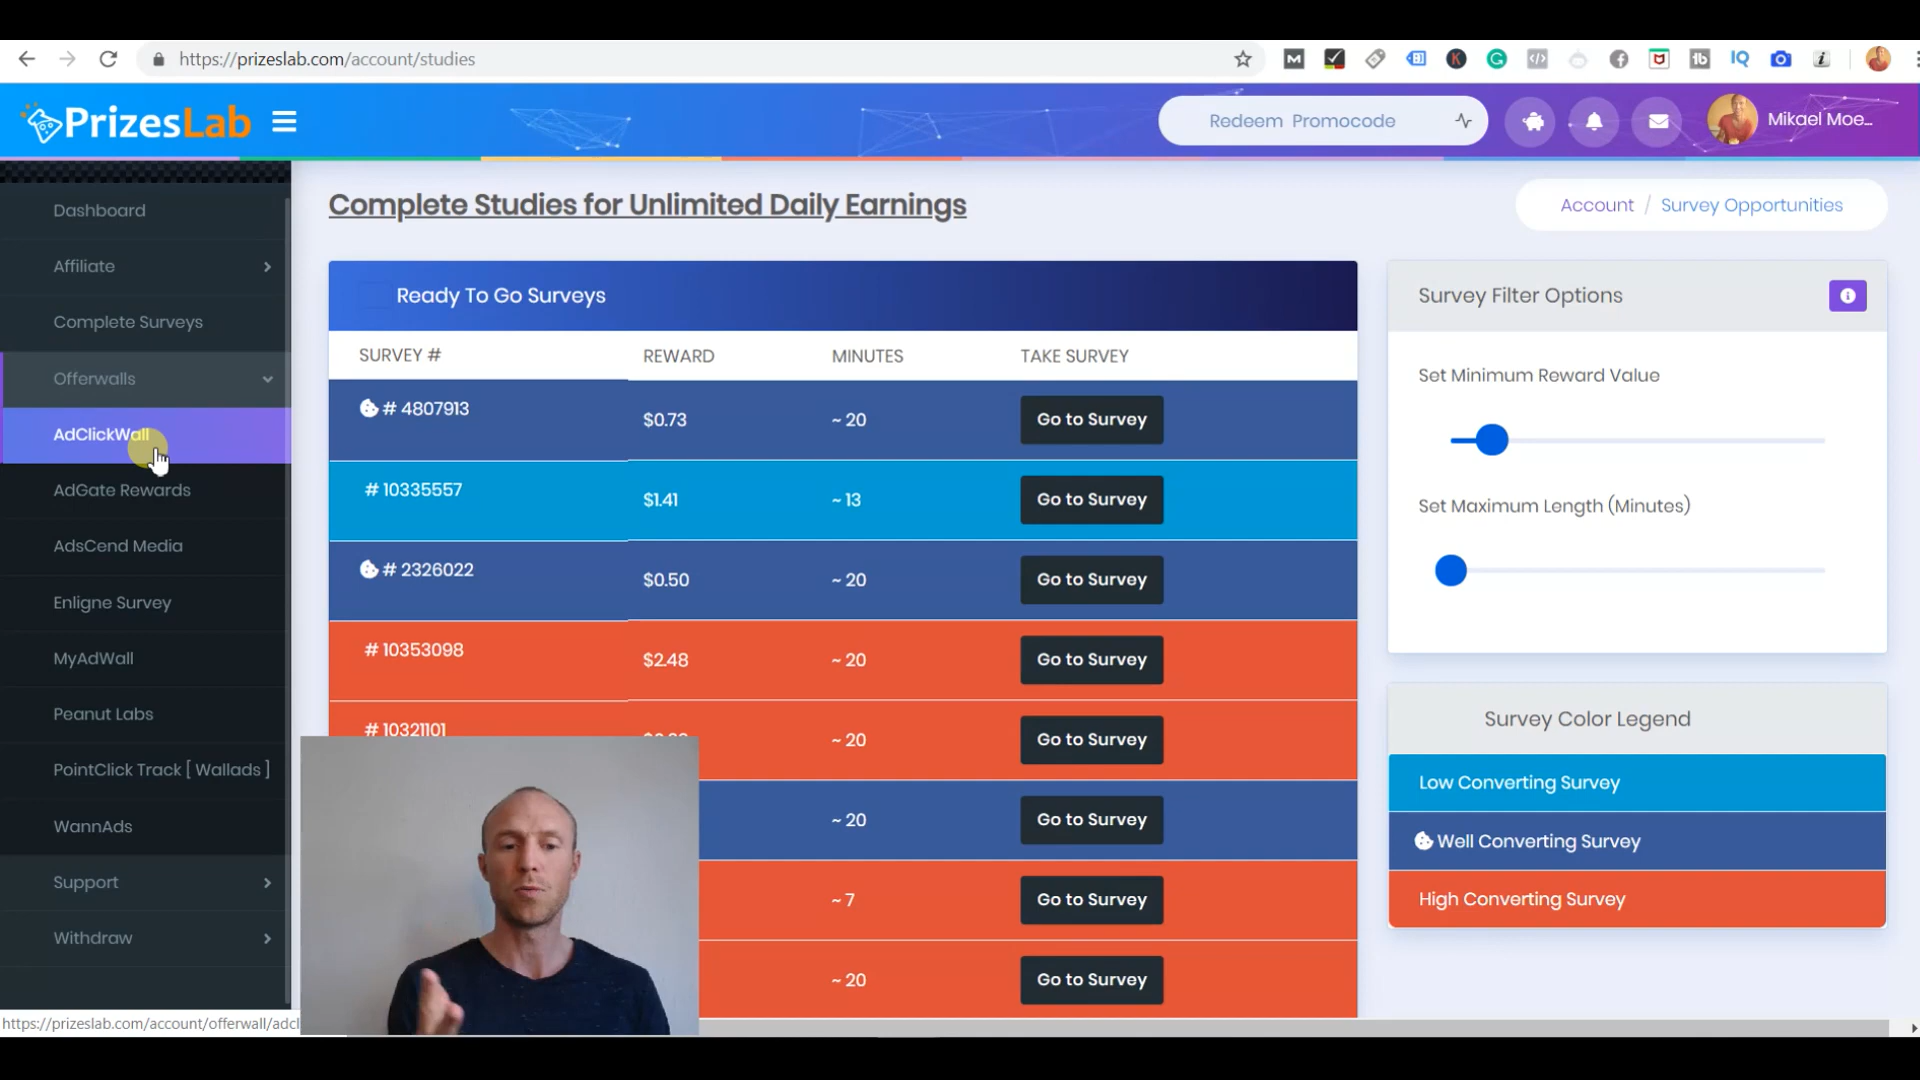 https://prizeslab.com/account/studies
PrizesLab
Redeem Promocode
Mikael Moe...
Dashboard
Affiliate
Complete Surveys
Offerwalls
AdClickWall
AdGate Rewards
AdsCend Media
Enligne Survey
MyAdWall
Peanut Labs
PointClick Track [ Wallads ]
WannAds
Support
Withdraw
https://prizeslab.com/account/offerwall/adcl
Complete Studies for Unlimited Daily Earnings
Account / Survey Opportunities
Ready To Go Surveys
SURVEY # REWARD MINUTES TAKE SURVEY
# 4807913 $0.73 ~ 20 Go to Survey
# 10335557 $1.41 ~ 13 Go to Survey
# 2326022 $0.50 ~ 20 Go to Survey
# 10353098 $2.48 ~ 20 Go to Survey
# 10321101 ~ 20 Go to Survey
~ 20 Go to Survey
~ 7 Go to Survey
~ 20 Go to Survey
Survey Filter Options
Set Minimum Reward Value
Set Maximum Length (Minutes)
Survey Color Legend
Low Converting Survey
Well Converting Survey
High Converting Survey